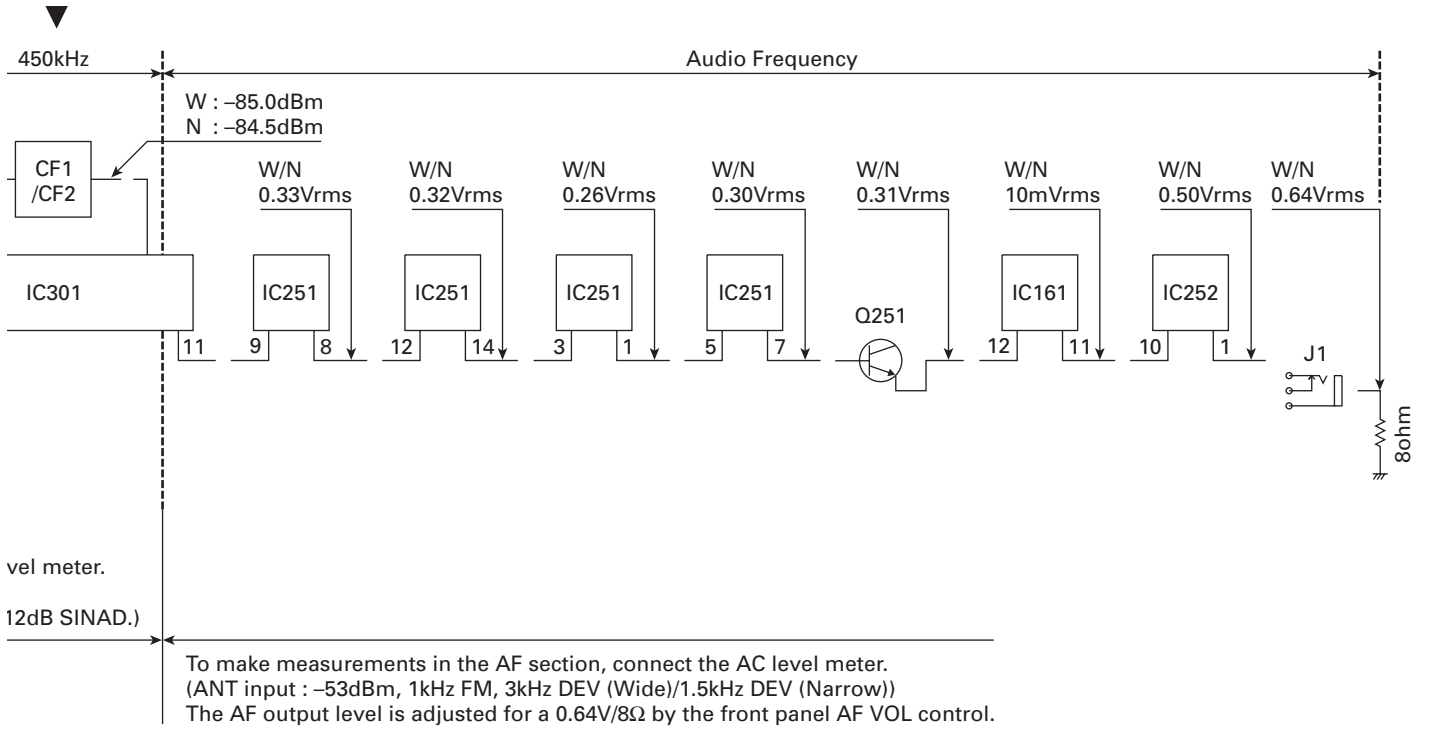 450kHz
Audio Frequency
W : –85.0dBm
N : –84.5dBm
CF1
/CF2
W/N
0.33Vrms
W/N
0.32Vrms
W/N
0.26Vrms
W/N
0.30Vrms
W/N
0.31Vrms
W/N
10mVrms
W/N
0.50Vrms
W/N
0.64Vrms
IC301
IC251
IC251
IC251
IC251
Q251
IC161
IC252
J1
11
9
8
12
14
3
1
5
7
12
11
10
1
8ohm
vel meter.
12dB SINAD.)
To make measurements in the AF section, connect the AC level meter.
(ANT input : –53dBm, 1kHz FM, 3kHz DEV (Wide)/1.5kHz DEV (Narrow))
The AF output level is adjusted for a 0.64V/8Ω by the front panel AF VOL control.